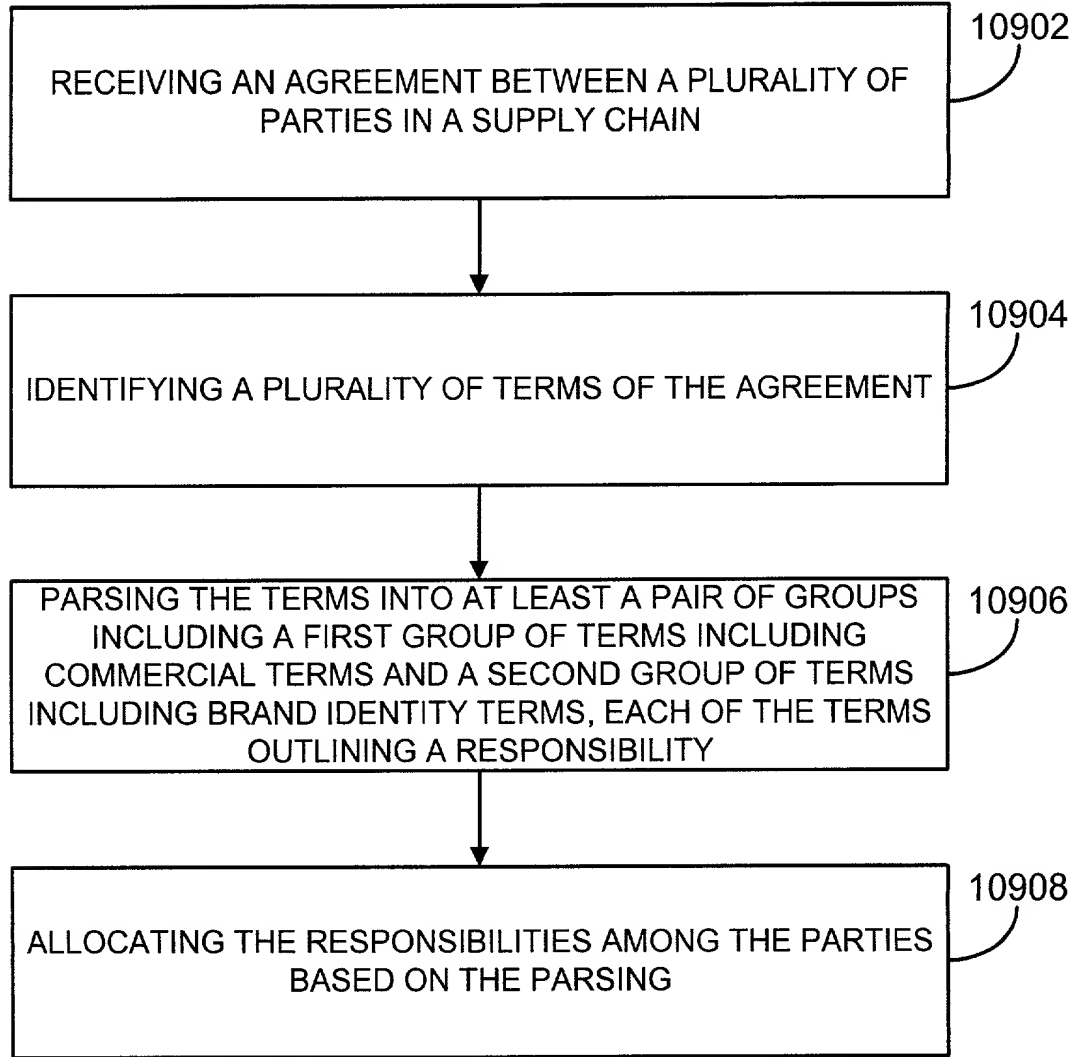 10902
RECEIVING AN AGREEMENT BETWEEN A PLURALITY OF
PARTIES IN A SUPPLY CHAIN
10904
IDENTIFYING A PLURALITY OF TERMS OF THE AGREEMENT
10906
PARSING THE TERMS INTO AT LEAST A PAIR OF GROUPS
INCLUDING A FIRST GROUP OF TERMS INCLUDING
COMMERCIAL TERMS AND A SECOND GROUP OF TERMS
INCLUDING BRAND IDENTITY TERMS, EACH OF THE TERMS
OUTLINING A RESPONSIBILITY
10908
ALLOCATING THE RESPONSIBILITIES AMONG THE PARTIES
BASED ON THE PARSING